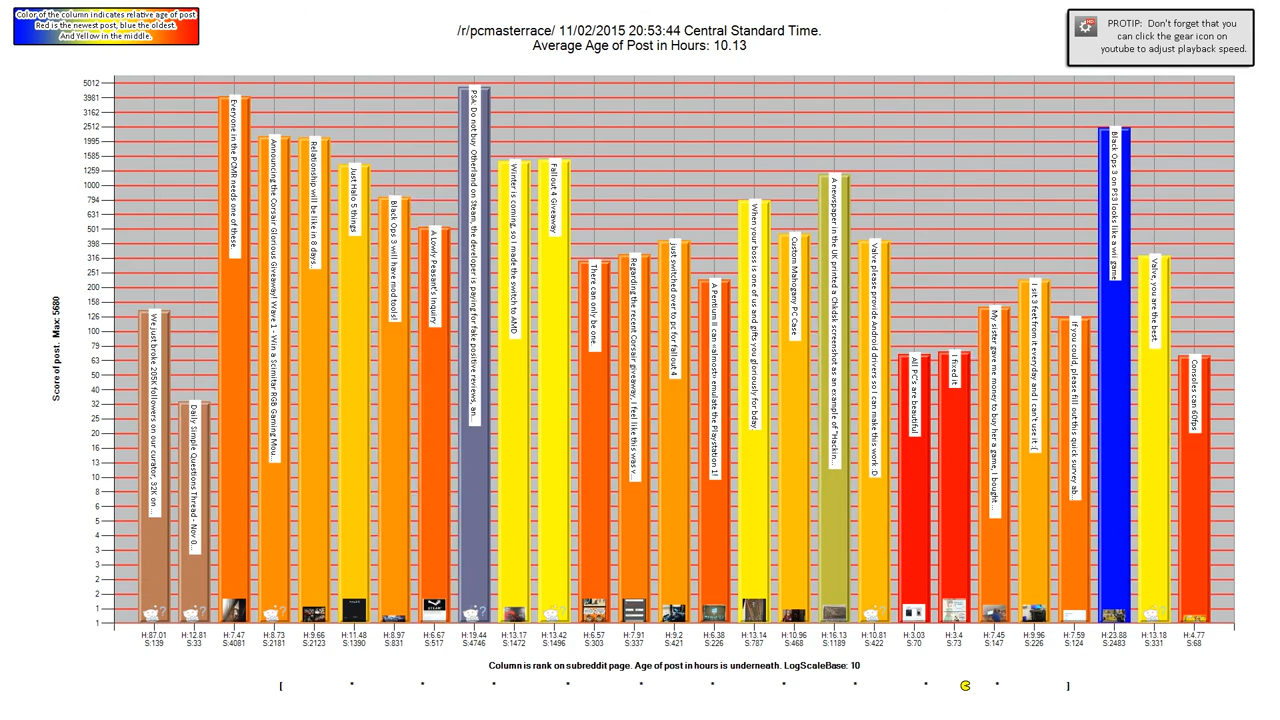 Color of the column indicates relative age of post
Red is the newest post, blue the oldest.
And Yellow in the middle.
/r/pcmasterrace/ 11/02/2015 20:53:44 Central Standard Time.
Average Age of Post in Hours: 10.13
PROTIP: Don't forget that you
can click the gear icon on
youtube to adjust playback speed.
Score of post. Max: 5680
5012
3981
3162
2512
1995
1585
1259
1000
794
631
501
398
316
251
200
158
126
100
79
63
50
40
32
25
20
16
13
10
8
6
5
4
3
3
2
2
1
1
We just broke 205K followers on our curator, 32K on...
Daily Simple Questions Thread - Nov 0...
Everyone in the PCMR needs one of these.
Announcing the Corsair Glorious Giveaway! Wave 1 - Win a Scimitar RGB Gaming Mou...
Relationship will be like in 8 days..
Just Halo 5 things
Black Ops 3 will have mod tools!
A Lowly Peasant's Inquiry
PSA: Do not buy Otherland on Steam, the developer is paying for fake positive reviews, an...
Winter is coming, so I made the switch to AMD
Fallout 4 Giveaway
There can only be one.
Regarding the recent Corsair giveaway, I feel like this was v...
Just switched over to pc for fallout 4
A Pentium II can «almost» emulate the Playstation 1!
When your boss is one of us and gifts you gloriously for bday.
Custom Mahogany PC Case
A newspaper in the UK printed a Chkdsk screenshot as an example of "Hackin...
Valve please provide Android drivers so I can make this work :D
All PC's are beautiful
I fixed it
My sister gave me money to buy her a game, I bought ...
I sit 3 feet from it everyday and I can't use it :(
If you could, please fill out this quick survey ab...
Black Ops 3 on PS3 looks like a wii game
Valve, you are the best.
Consoles can 60fps
H:87.01
S:139
H:12.81
S:33
H:7.47
S:4081
H:8.73
S:2181
H:9.66
S:2123
H:11.48
S:1390
H:8.97
S:831
H:6.67
S:517
H:19.44
S:4746
H:13.17
S:1472
H:13.42
S:1496
H:6.57
S:303
H:7.91
S:337
H:9.2
S:421
H:6.38
S:226
H:13.14
S:787
H:10.96
S:468
H:16.13
S:1189
H:10.81
S:422
H:3.03
S:70
H:3.4
S:73
H:7.45
S:147
H:9.96
S:226
H:7.59
S:124
H:23.88
S:2483
H:13.18
S:331
H:4.77
S:68
Column is rank on subreddit page. Age of post in hours is underneath. LogScaleBase: 10